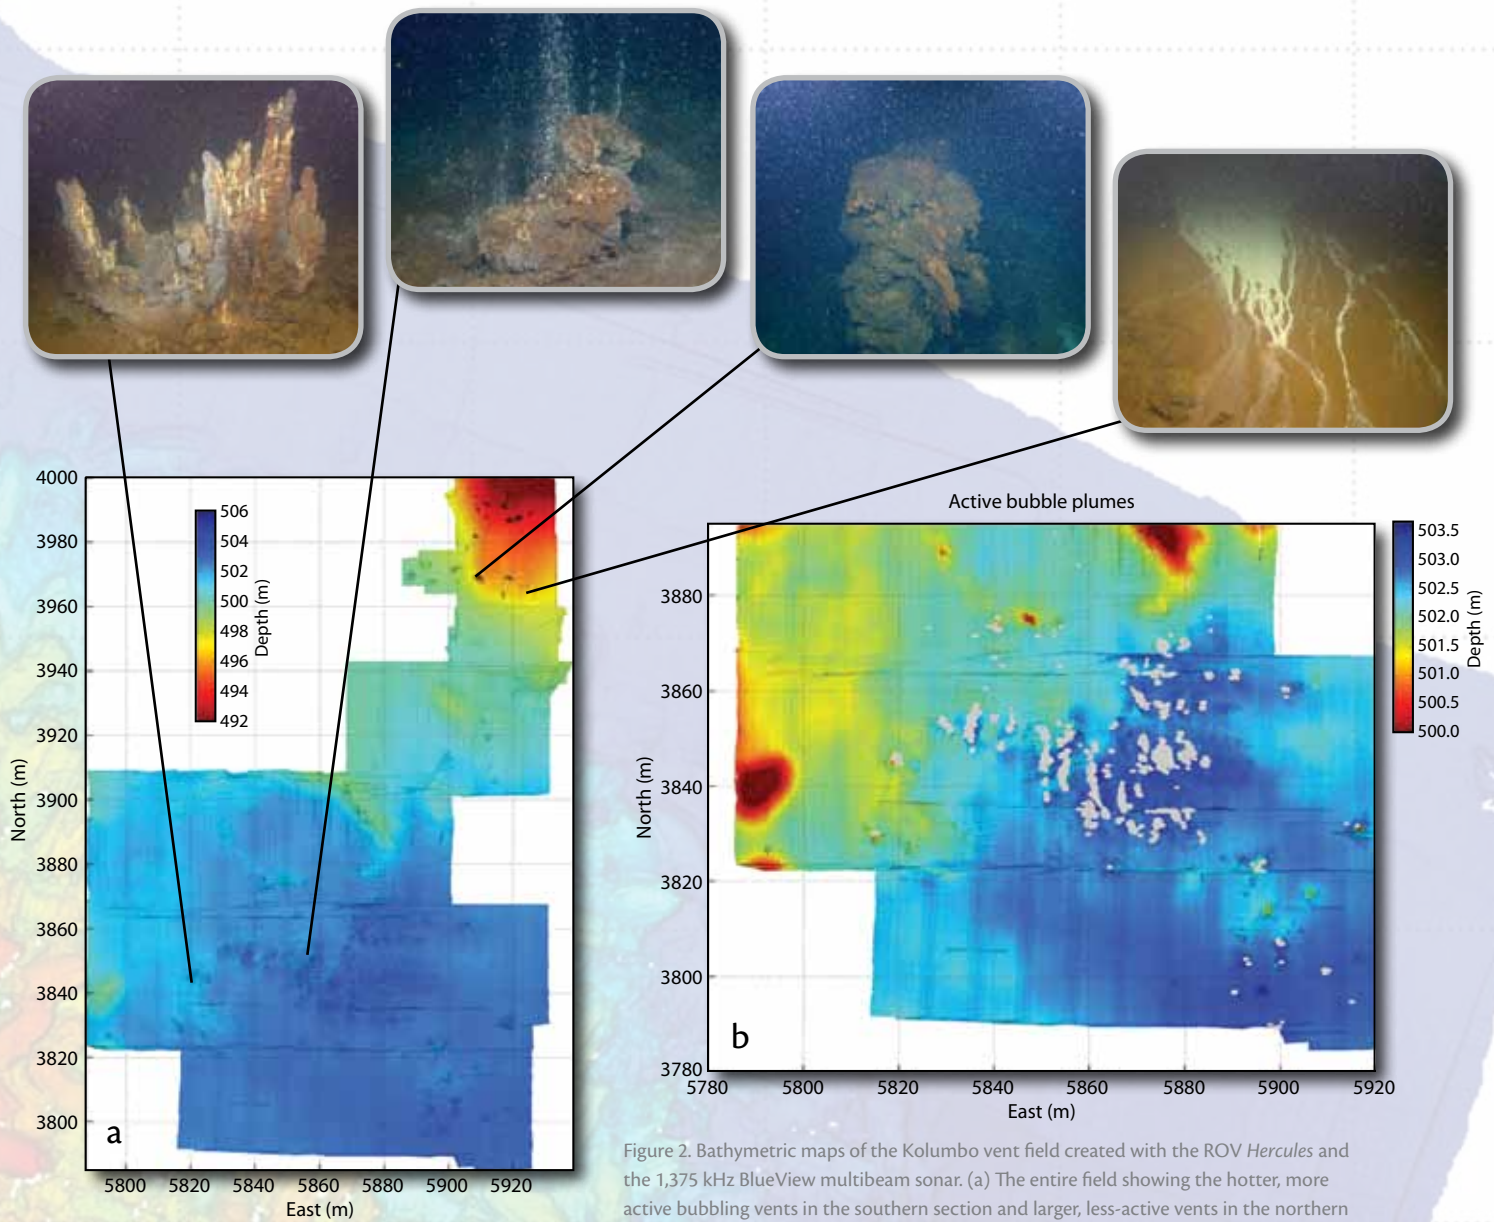 4000
3980
3960
3940
3920
3900
3880
3860
3840
3820
3800
North (m)
506
504
502
500
498
496
494
492
Depth (m)
a
5800 5820 5840 5860 5880 5900 5920
East (m)
Active bubble plumes
3880
3860
3840
3820
3800
3780
North (m)
503.5
503.0
502.5
502.0
501.5
501.0
500.5
500.0
Depth (m)
b
5780 5800 5820 5840 5860 5880 5900 5920
East (m)
Figure 2. Bathymetric maps of the Kolumbo vent field created with the ROV Hercules and
the 1,375 kHz BlueView multibeam sonar. (a) The entire field showing the hotter, more
active bubbling vents in the southern section and larger, less-active vents in the northern